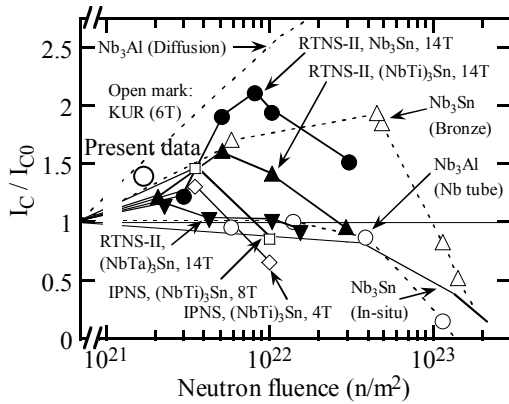 Nb₃Al (Diffusion)
RTNS-II, Nb₃Sn, 14T
RTNS-II, (NbTi)₃Sn, 14T
Open mark:
KUR (6T)
Nb₃Sn
(Bronze)
Present data
Nb₃Al
(Nb tube)
RTNS-II,
(NbTa)₃Sn, 14T
IPNS, (NbTi)₃Sn, 8T
IPNS, (NbTi)₃Sn, 4T
Nb₃Sn
(In-situ)
I_C / I_C0
2.5
2
1.5
1
0.5
0
10²¹
10²²
10²³
Neutron fluence (n/m²)